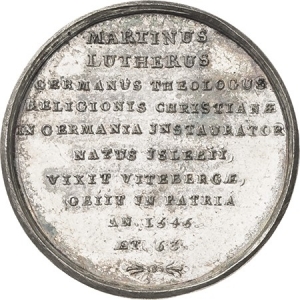 MARTINUS
LUTHERUS
GERMANUS THEOLOGUS
RELIGIONIS CHRISTIANÆ
IN GERMANIA INSTAURATOR
NATUS ISLEBII,
VIXIT VITEBERGÆ,
OBIIT IN PATRIA
AN. 1546.
ÆT. 63.